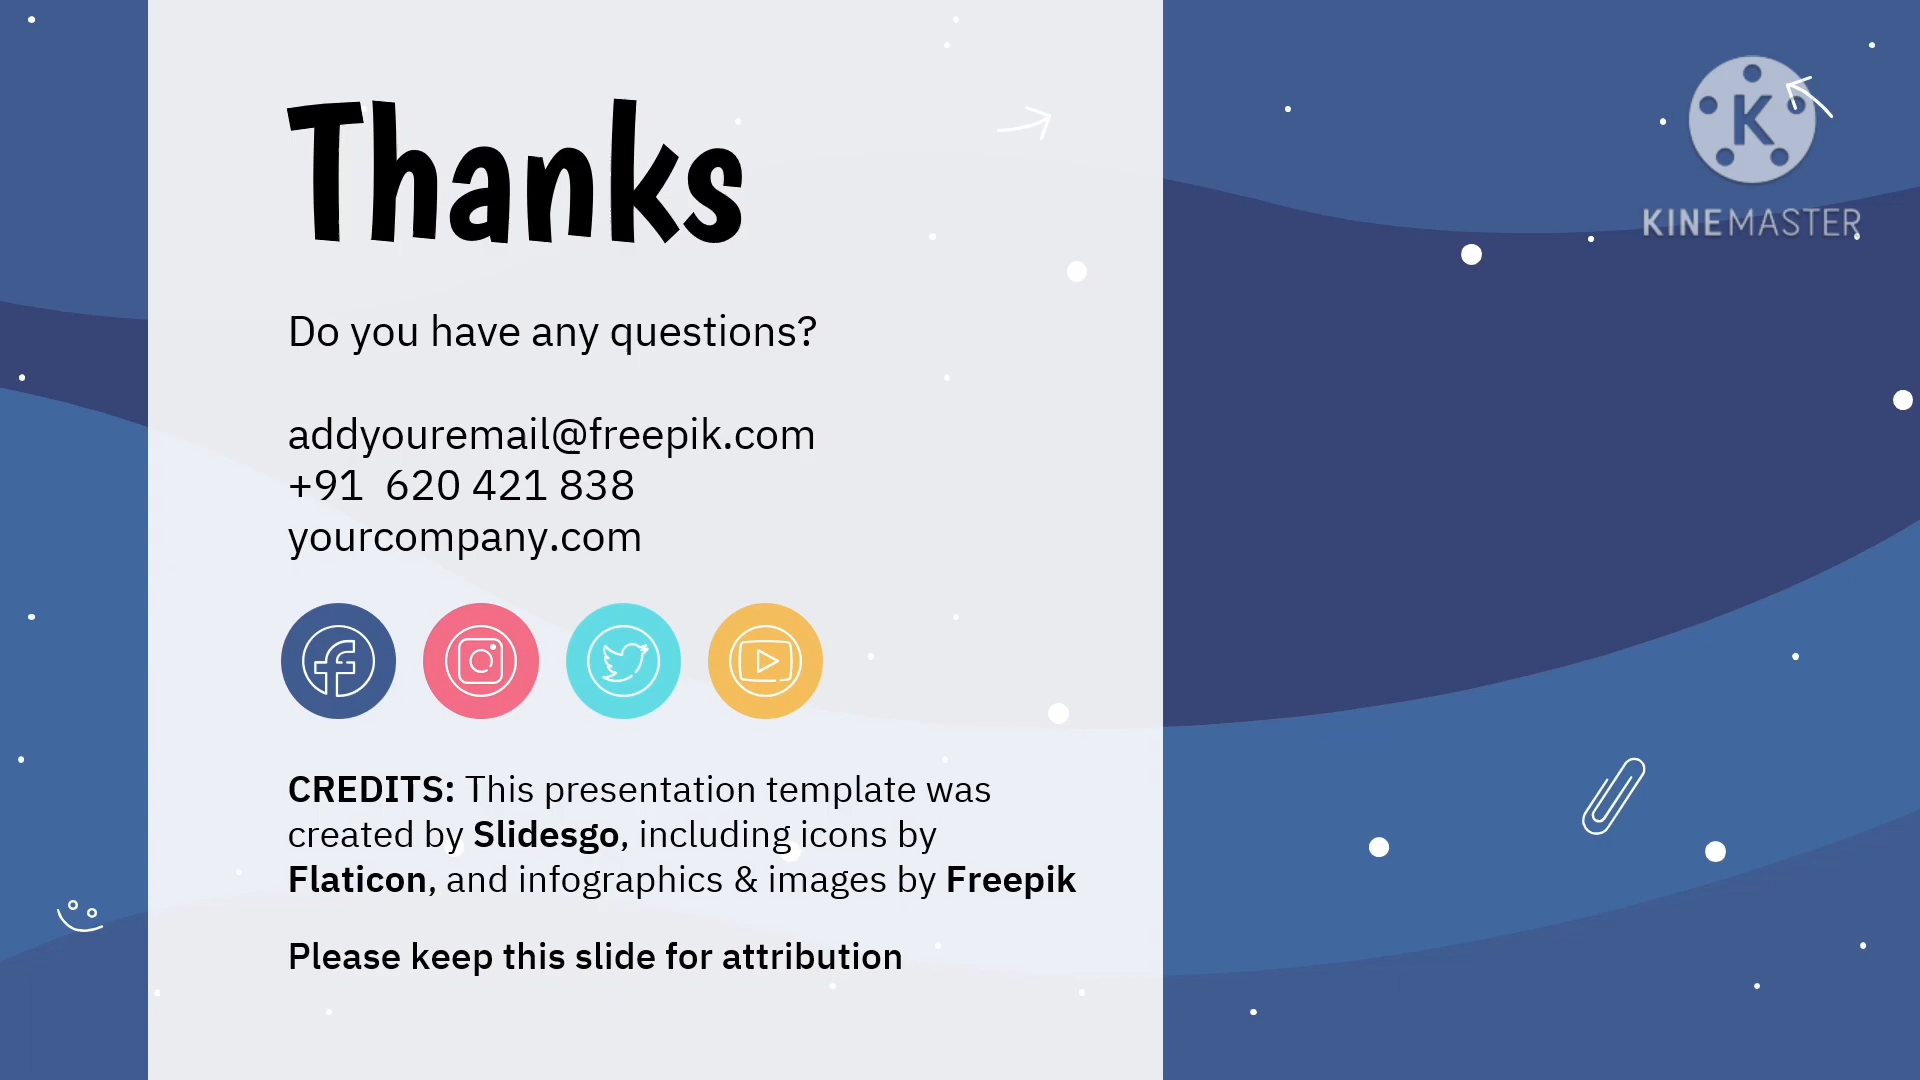 Thanks
K
KINEMASTER
Do you have any questions?
addyouremail@freepik.com
+91  620 421 838
yourcompany.com
CREDITS: This presentation template was
created by Slidesgo, including icons by
Flaticon, and infographics & images by Freepik
Please keep this slide for attribution